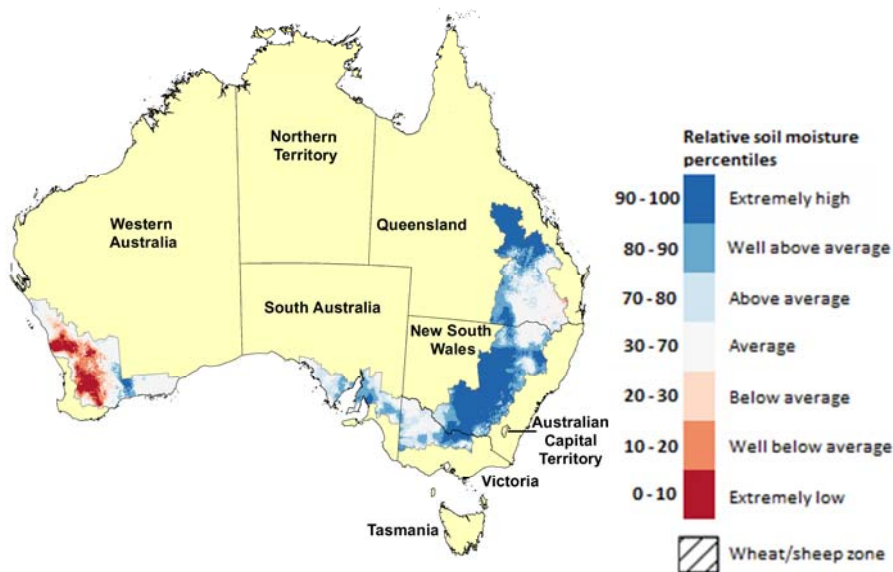 Northern
Territory
Western
Australia
Queensland
South Australia
New South
Wales
Australian
Capital
Territory
Victoria
Tasmania
Relative soil moisture
percentiles
90 - 100 Extremely high
80 - 90 Well above average
70 - 80 Above average
30 - 70 Average
20 - 30 Below average
10 - 20 Well below average
0 - 10 Extremely low
Wheat/sheep zone